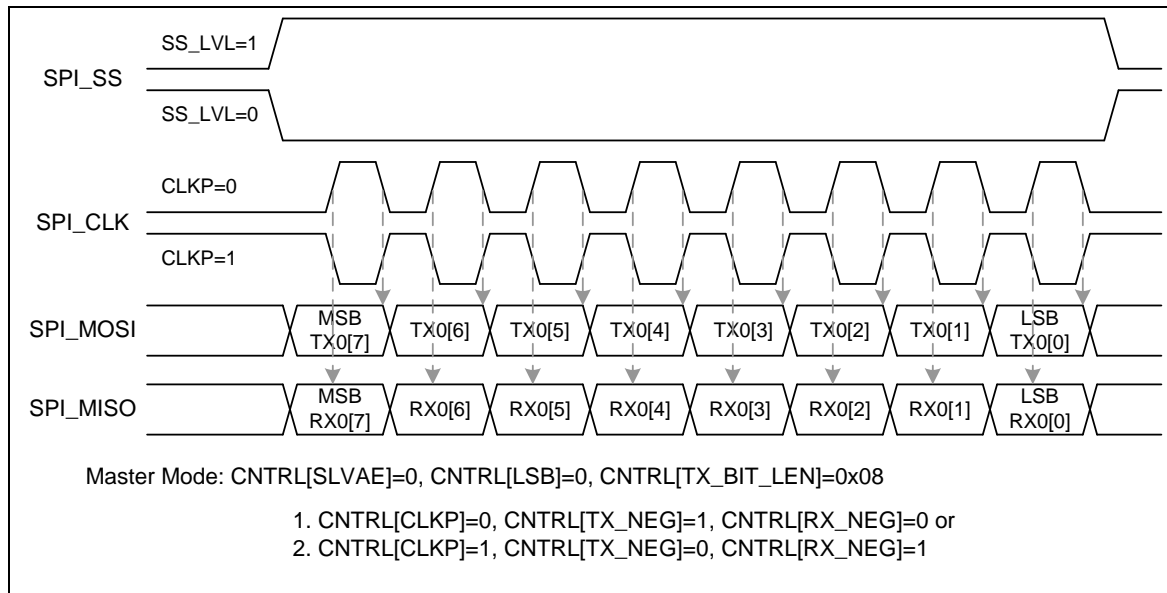 SS_LVL=1
SPI_SS
SS_LVL=0
CLKP=0
SPI_CLK
CLKP=1
SPI_MOSI
MSB TX0[7]
TX0[6]
TX0[5]
TX0[4]
TX0[3]
TX0[2]
TX0[1]
LSB TX0[0]
SPI_MISO
MSB RX0[7]
RX0[6]
RX0[5]
RX0[4]
RX0[3]
RX0[2]
RX0[1]
LSB RX0[0]
Master Mode: CNTRL[SLVAE]=0, CNTRL[LSB]=0, CNTRL[TX_BIT_LEN]=0x08
1. CNTRL[CLKP]=0, CNTRL[TX_NEG]=1, CNTRL[RX_NEG]=0 or
2. CNTRL[CLKP]=1, CNTRL[TX_NEG]=0, CNTRL[RX_NEG]=1